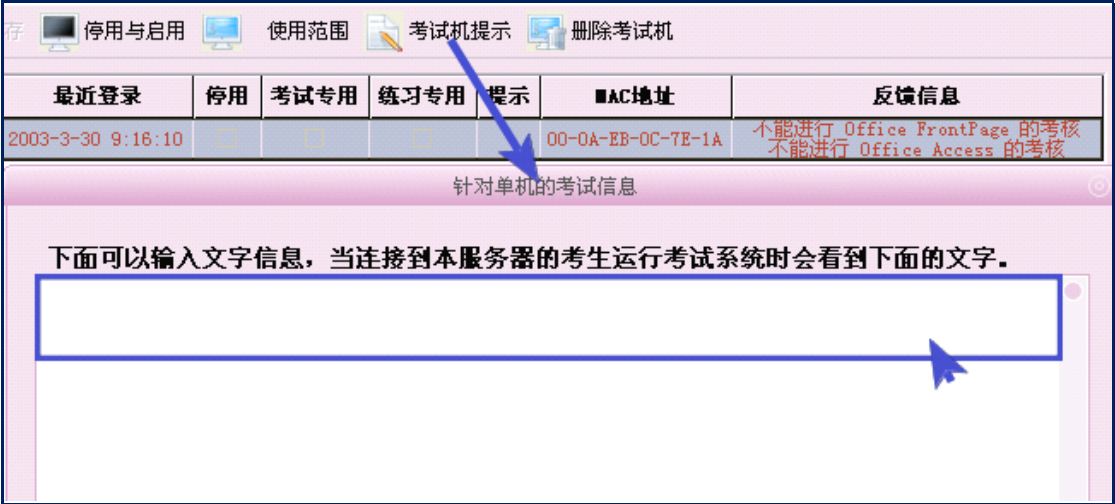 存 停用与启用 使用范围 考试机提示 删除考试机
最近登录 停用 考试专用 练习专用 提示 MAC地址 反馈信息
2003-3-30 9:16:10 00-0A-EB-0C-7E-1A 不能进行 Office FrontPage 的考核
不能进行 Office Access 的考核
针对单机的考试信息
下面可以输入文字信息，当连接到本服务器的考生运行考试系统时会看到下面的文字。